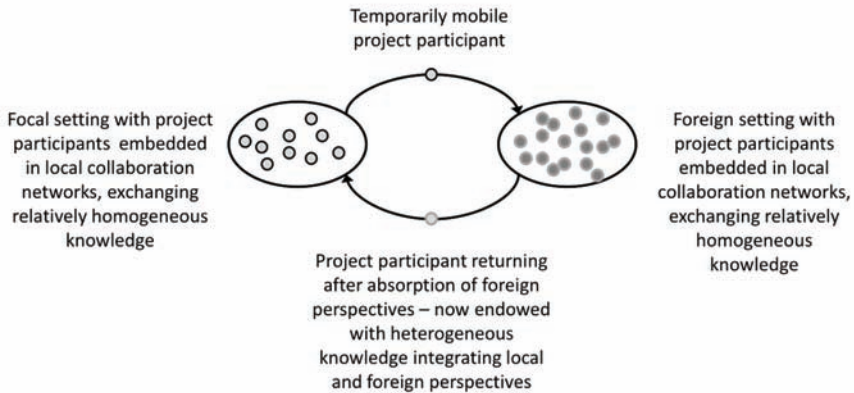 Temporarily mobile
project participant
Focal setting with project
participants embedded
in local collaboration
networks, exchanging
relatively homogeneous
knowledge
Foreign setting with
project participants
embedded in local
collaboration networks,
exchanging relatively
homogeneous
knowledge
Project participant returning
after absorption of foreign
perspectives – now endowed
with heterogeneous
knowledge integrating local
and foreign perspectives